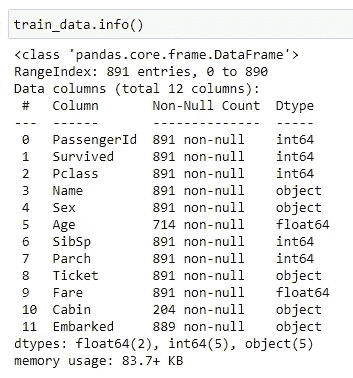 train_data.info()
<class 'pandas.core.frame.DataFrame'>
RangeIndex: 891 entries, 0 to 890
Data columns (total 12 columns):
 #   Column       Non-Null Count  Dtype
---  ------       --------------  -----
 0   PassengerId  891 non-null    int64
 1   Survived     891 non-null    int64
 2   Pclass       891 non-null    int64
 3   Name         891 non-null    object
 4   Sex          891 non-null    object
 5   Age          714 non-null    float64
 6   SibSp        891 non-null    int64
 7   Parch        891 non-null    int64
 8   Ticket       891 non-null    object
 9   Fare         891 non-null    float64
 10  Cabin        204 non-null    object
 11  Embarked     889 non-null    object
dtypes: float64(2), int64(5), object(5)
memory usage: 83.7+ KB